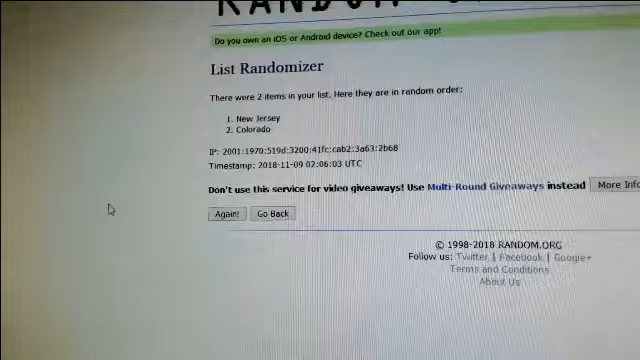 RANDOM
Do you own an iOS or Android device? Check out our app!
List Randomizer
There were 2 items in your list. Here they are in random order:
1. New Jersey
2. Colorado
IP: 2001:1970:519d:3200:41fc:cab2:3a63:2b68
Timestamp: 2018-11-09 02:06:03 UTC
Don't use this service for video giveaways! Use Multi-Round Giveaways instead More Info
Again! Go Back
© 1998-2018 RANDOM.ORG
Follow us: Twitter | Facebook | Google+
Terms and Conditions
About Us